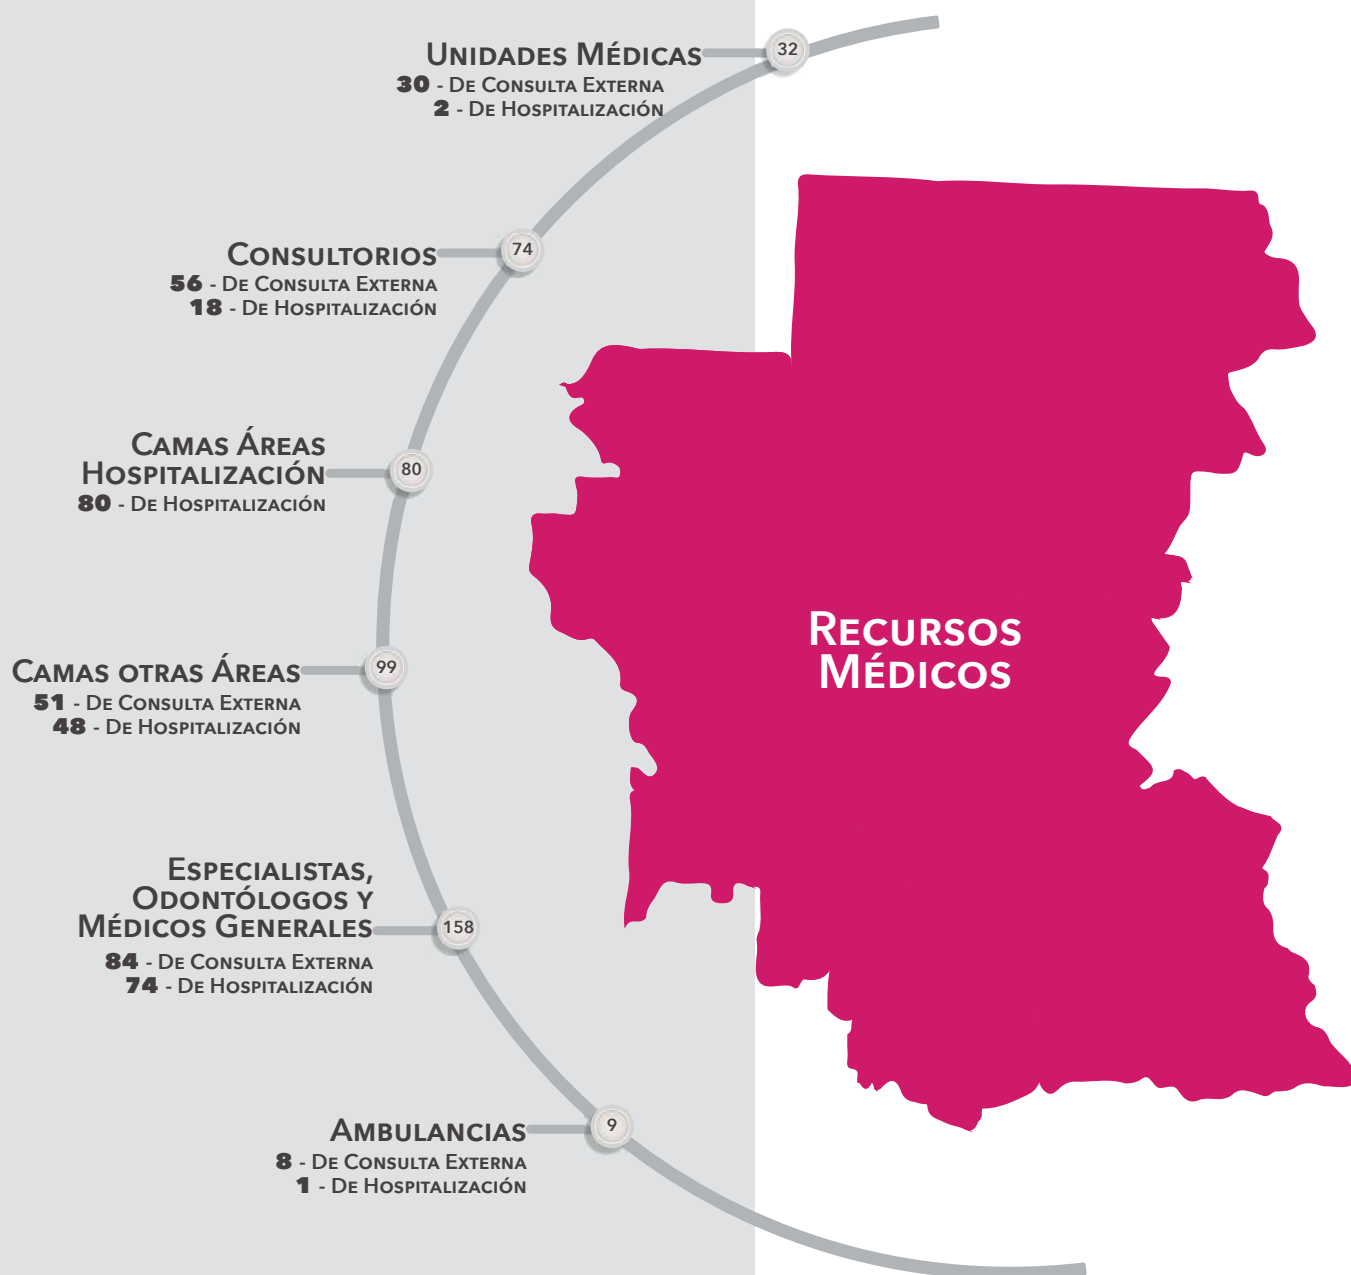 Unidades Médicas
32
30 - De Consulta Externa
2 - De Hospitalización
Consultorios
74
56 - De Consulta Externa
18 - De Hospitalización
Camas Áreas
Hospitalización
80
80 - De Hospitalización
Camas otras Áreas
99
51 - De Consulta Externa
48 - De Hospitalización
Especialistas,
Odontólogos y
Médicos Generales
158
84 - De Consulta Externa
74 - De Hospitalización
Ambulancias
9
8 - De Consulta Externa
1 - De Hospitalización
Recursos
Médicos